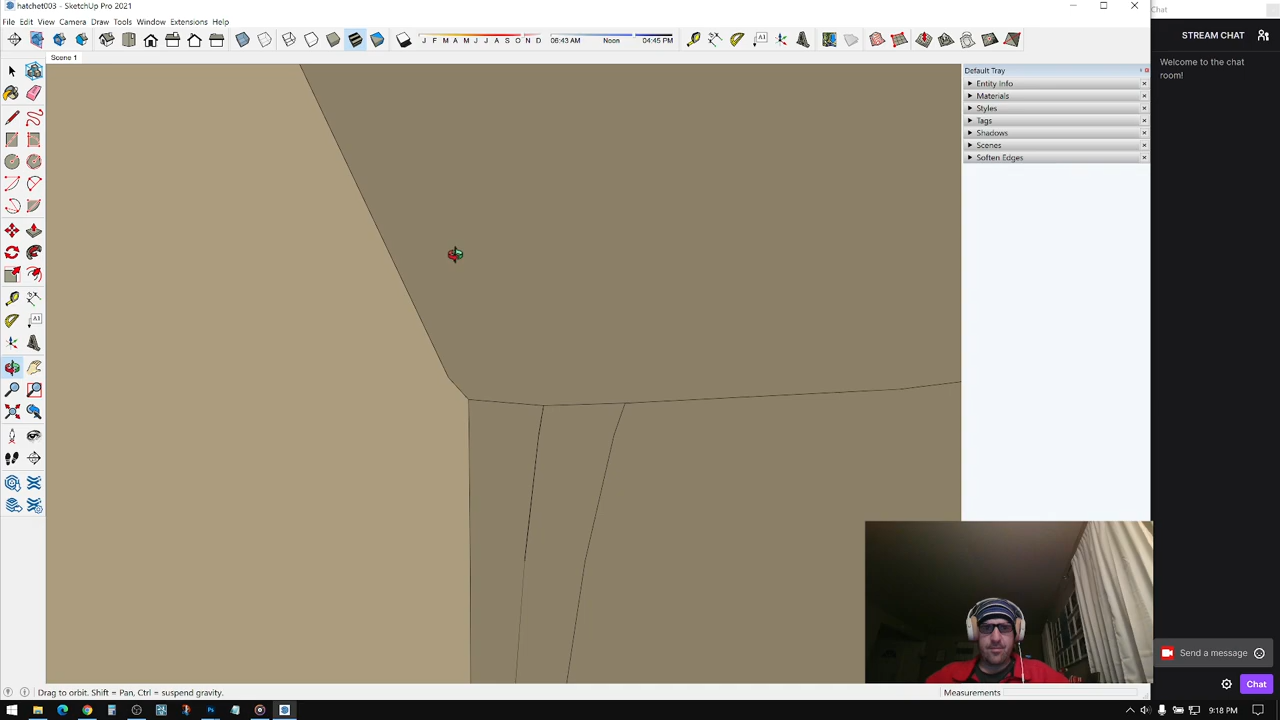 hatchet003 - SketchUp Pro 2021
File Edit View Camera Draw Tools Window Extensions Help
J F M A M J J A S O N D 06:43 AM Noon 04:45 PM
Scene 1
Default Tray
Entity Info
Materials
Styles
Tags
Shadows
Scenes
Soften Edges
Drag to orbit. Shift = Pan, Ctrl = suspend gravity.
Measurements
Chat
STREAM CHAT
Welcome to the chat
room!
Send a message
Chat
9:18 PM